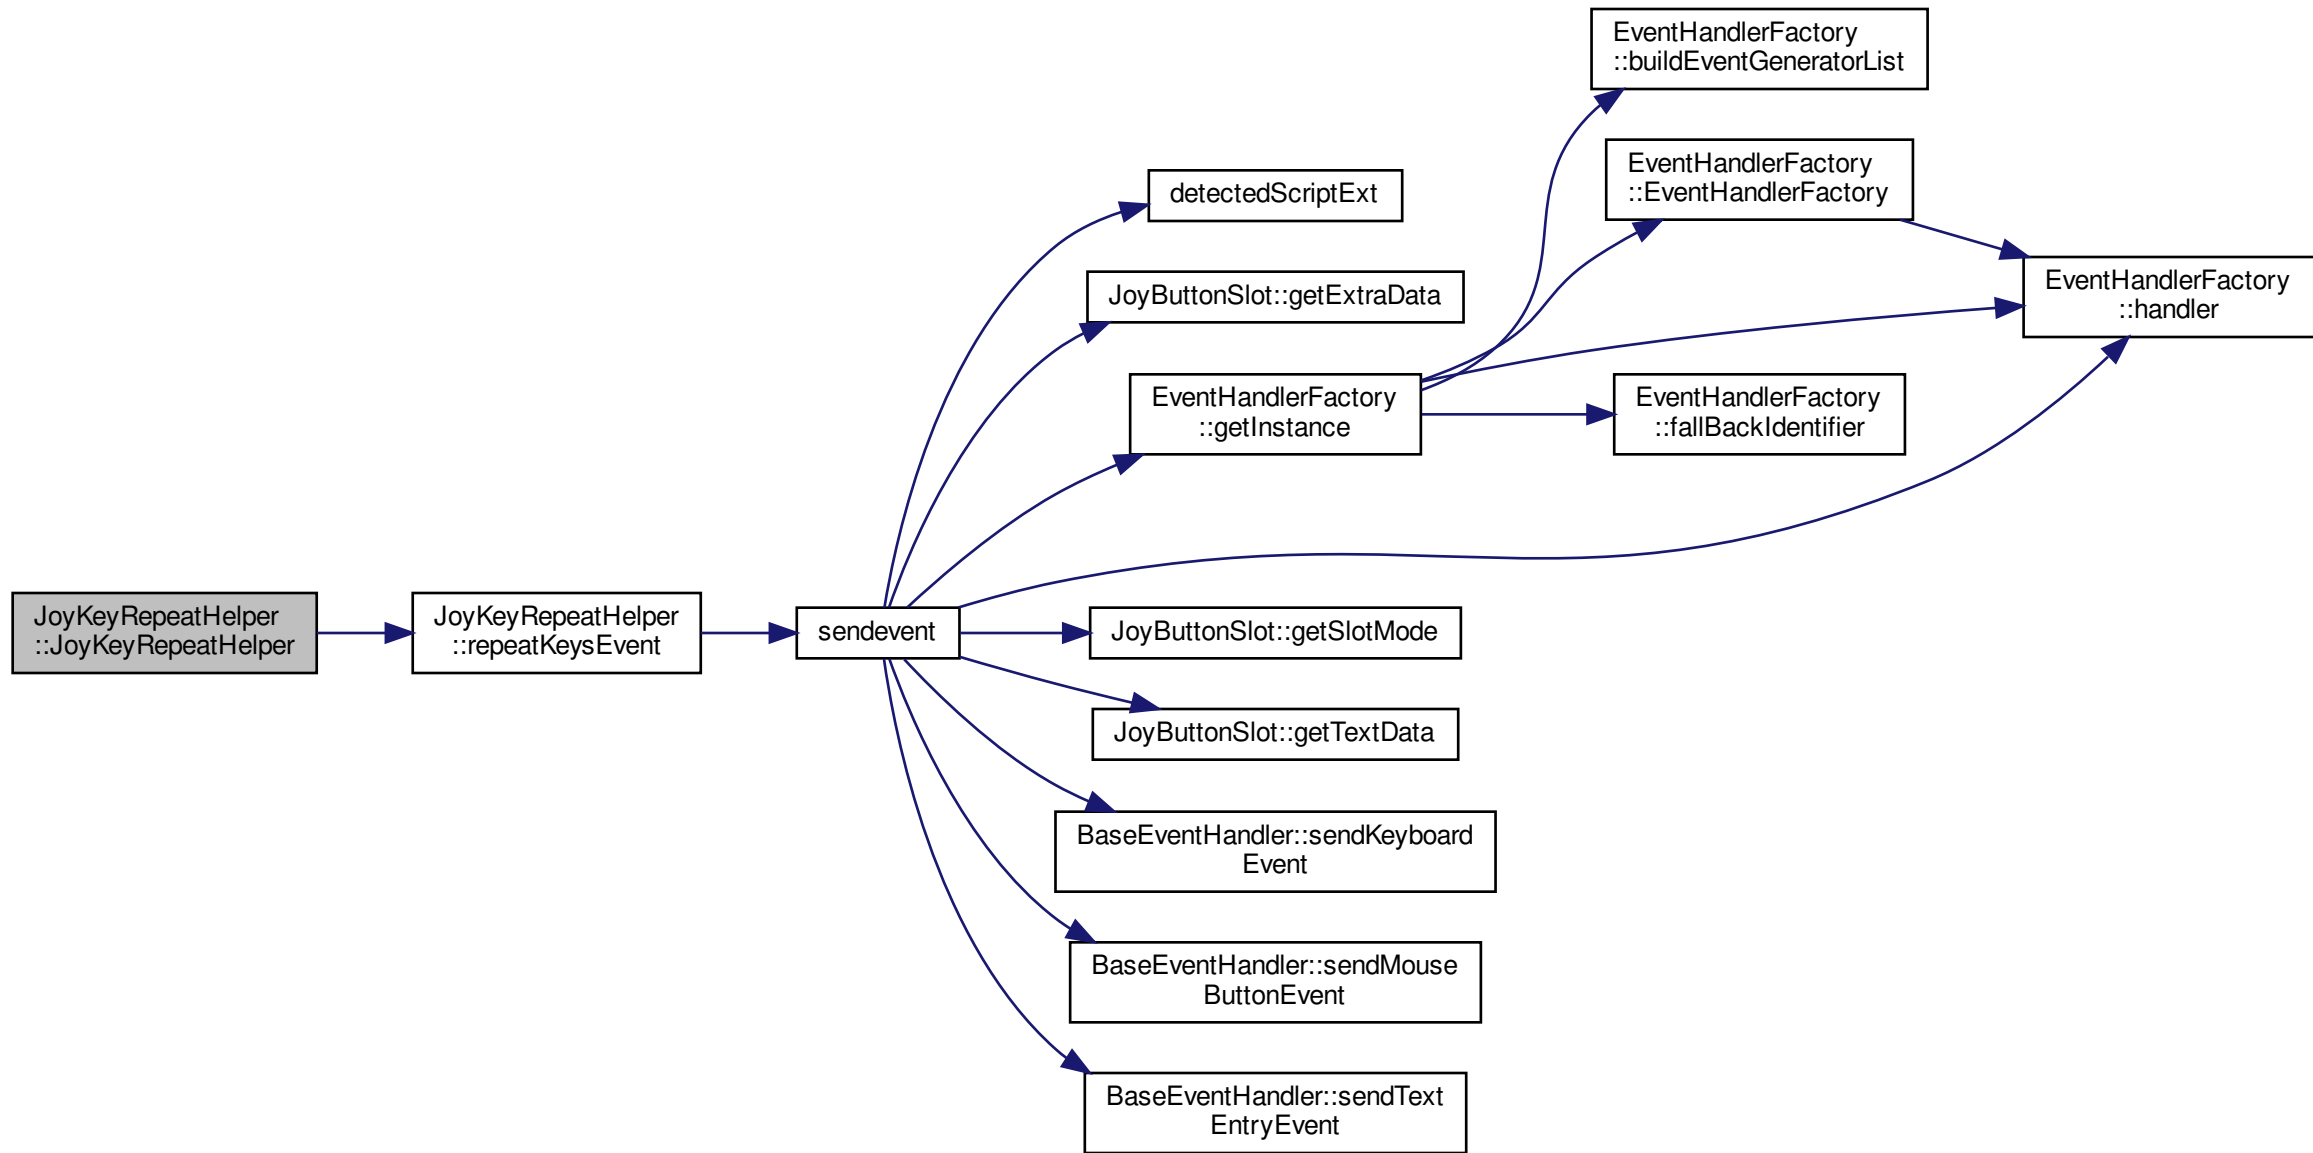 JoyKeyRepeatHelper
::JoyKeyRepeatHelper
JoyKeyRepeatHelper
::repeatKeysEvent
sendevent
detectedScriptExt
JoyButtonSlot::getExtraData
EventHandlerFactory
::getInstance
EventHandlerFactory
::buildEventGeneratorList
EventHandlerFactory
::EventHandlerFactory
EventHandlerFactory
::handler
EventHandlerFactory
::fallBackIdentifier
JoyButtonSlot::getSlotMode
JoyButtonSlot::getTextData
BaseEventHandler::sendKeyboard
Event
BaseEventHandler::sendMouse
ButtonEvent
BaseEventHandler::sendText
EntryEvent